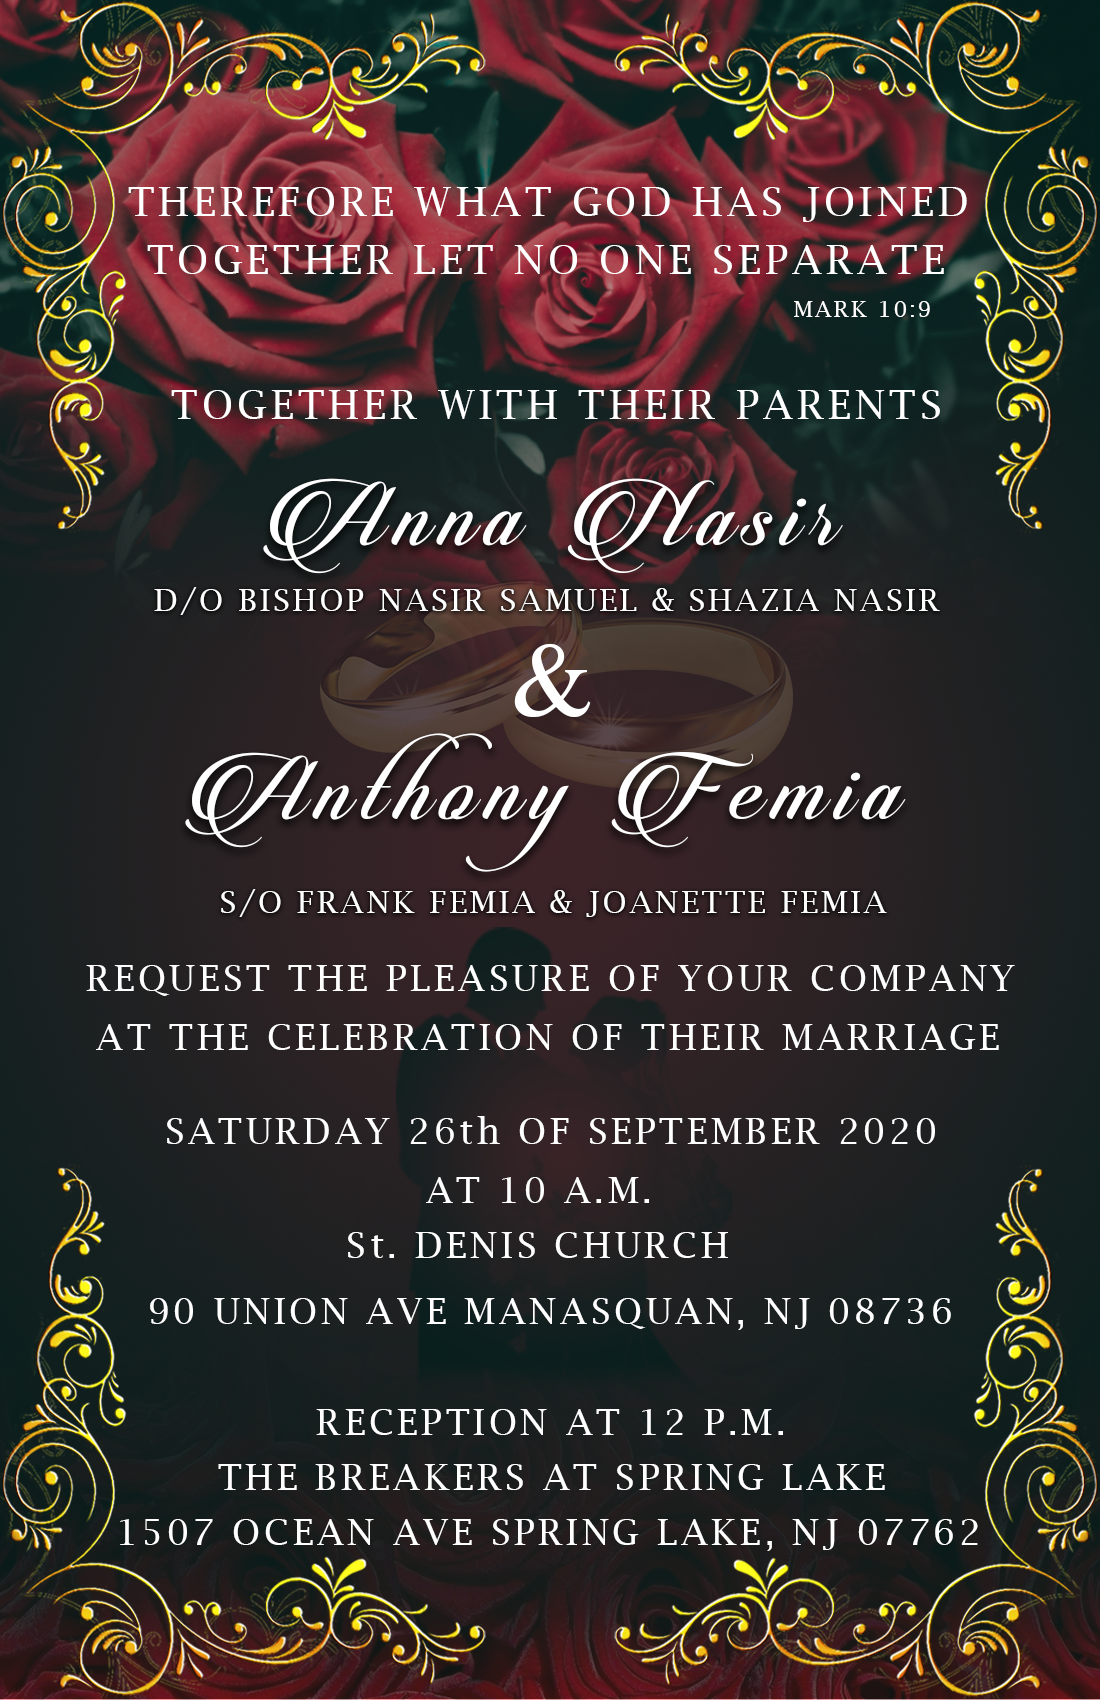 THEREFORE WHAT GOD HAS JOINED
TOGETHER LET NO ONE SEPARATE
MARK 10:9
TOGETHER WITH THEIR PARENTS
Anna Nasir
D/O BISHOP NASIR SAMUEL & SHAZIA NASIR
&
Anthony Femia
S/O FRANK FEMIA & JOANETTE FEMIA
REQUEST THE PLEASURE OF YOUR COMPANY
AT THE CELEBRATION OF THEIR MARRIAGE
SATURDAY 26th OF SEPTEMBER 2020
AT 10 A.M.
St. DENIS CHURCH
90 UNION AVE MANASQUAN, NJ 08736
RECEPTION AT 12 P.M.
THE BREAKERS AT SPRING LAKE
1507 OCEAN AVE SPRING LAKE, NJ 07762